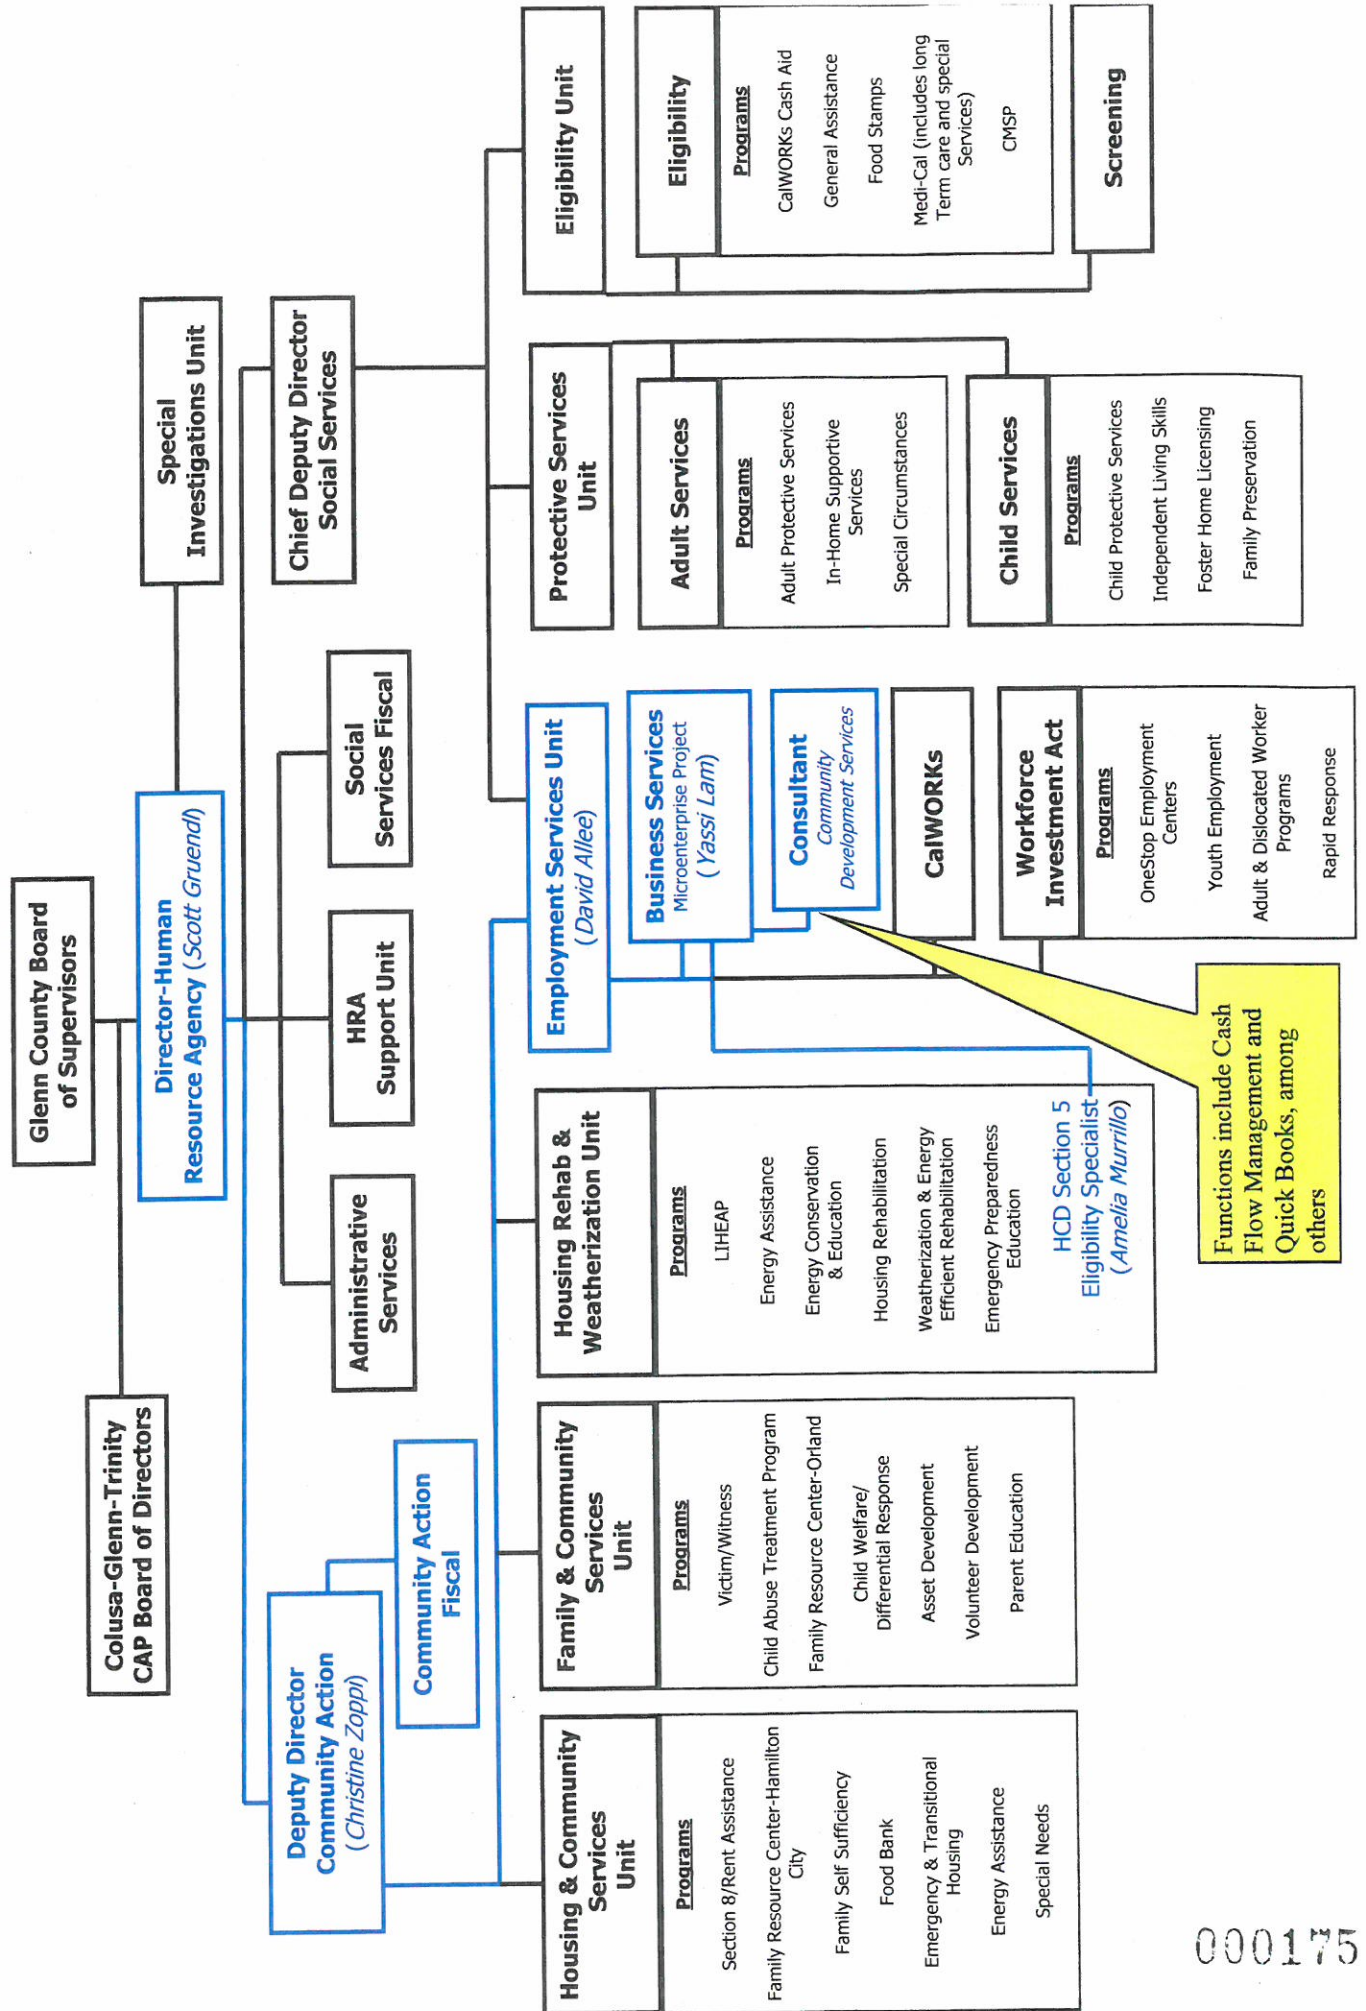 Glenn County Board
of Supervisors
Colusa-Glenn-Trinity
CAP Board of Directors
Director-Human
Resource Agency (Scott Gruendl)
Special
Investigations Unit
Deputy Director
Community Action
(Christine Zoppi)
Chief Deputy Director
Social Services
Administrative
Services
HRA
Support Unit
Social
Services Fiscal
Community Action
Fiscal
Housing & Community
Services
Unit
Programs
Section 8/Rent Assistance
Family Resource Center-Hamilton
City
Family Self Sufficiency
Food Bank
Emergency & Transitional
Housing
Energy Assistance
Special Needs
Family & Community
Services
Unit
Programs
Victim/Witness
Child Abuse Treatment Program
Family Resource Center-Orland
Child Welfare/
Differential Response
Asset Development
Volunteer Development
Parent Education
Housing Rehab &
Weatherization Unit
Programs
LIHEAP
Energy Assistance
Energy Conservation
& Education
Housing Rehabilitation
Weatherization & Energy
Efficient Rehabilitation
Emergency Preparedness
Education
HCD Section 5
Eligibility Specialist
(Amelia Murrillo)
Employment Services Unit
(David Allee)
Business Services
Microenterprise Project
(Yassi Lam)
Consultant
Community
Development Services
CalWORKs
Workforce
Investment Act
Programs
OneStop Employment
Centers
Youth Employment
Adult & Dislocated Worker
Programs
Rapid Response
Protective Services
Unit
Adult Services
Programs
Adult Protective Services
In-Home Supportive
Services
Special Circumstances
Child Services
Programs
Child Protective Services
Independent Living Skills
Foster Home Licensing
Family Preservation
Eligibility Unit
Eligibility
Programs
CalWORKs Cash Aid
General Assistance
Food Stamps
Medi-Cal (includes long
Term care and special
Services)
CMSP
Screening
Functions include Cash
Flow Management and
Quick Books, among
others
000175